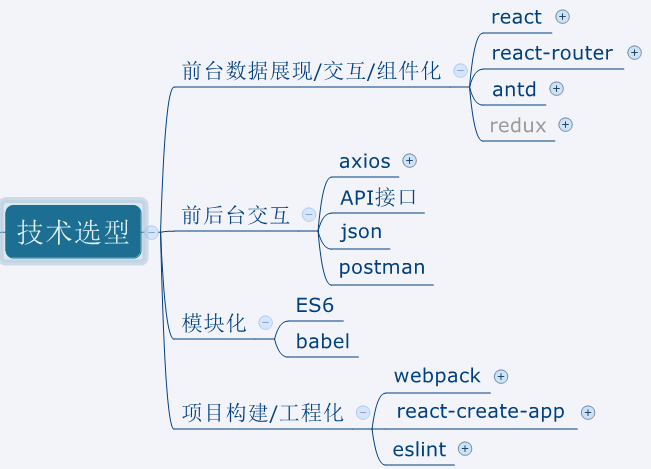 技术选型
前台数据展现/交互/组件化
react
react-router
antd
redux
前后台交互
axios
API接口
json
postman
模块化
ES6
babel
项目构建/工程化
webpack
react-create-app
eslint